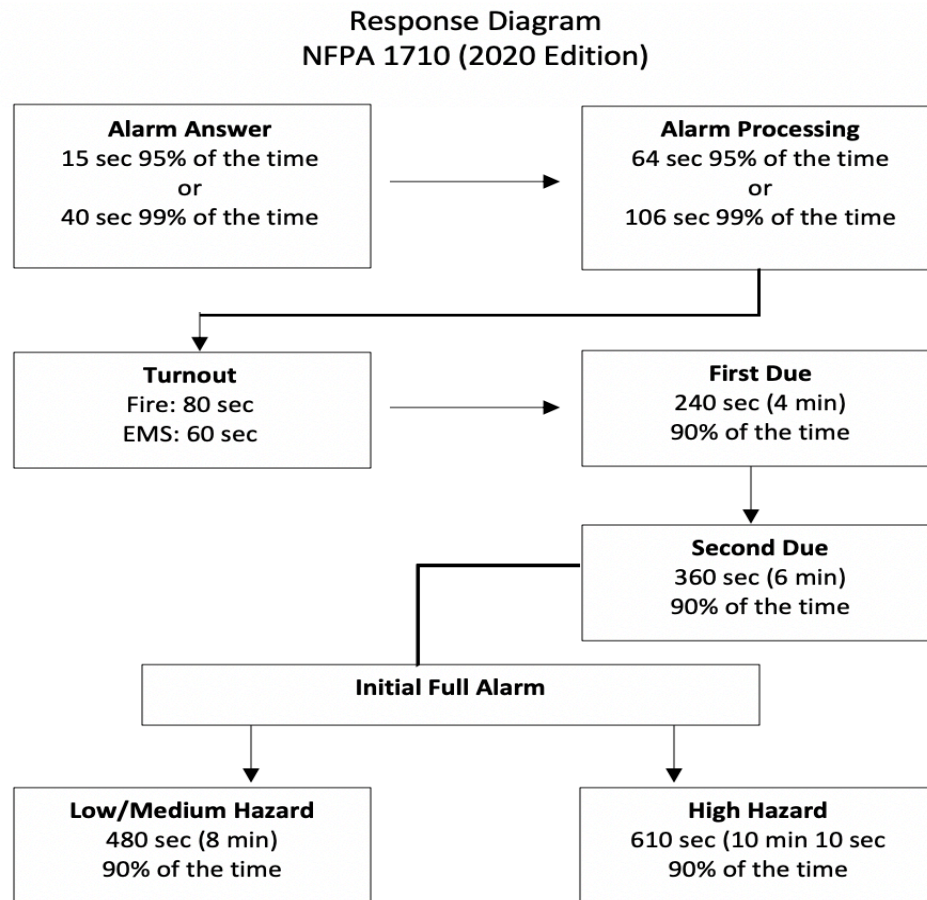 Response Diagram
NFPA 1710 (2020 Edition)
Alarm Answer
15 sec 95% of the time
or
40 sec 99% of the time
Alarm Processing
64 sec 95% of the time
or
106 sec 99% of the time
Turnout
Fire: 80 sec
EMS: 60 sec
First Due
240 sec (4 min)
90% of the time
Second Due
360 sec (6 min)
90% of the time
Initial Full Alarm
Low/Medium Hazard
480 sec (8 min)
90% of the time
High Hazard
610 sec (10 min 10 sec
90% of the time